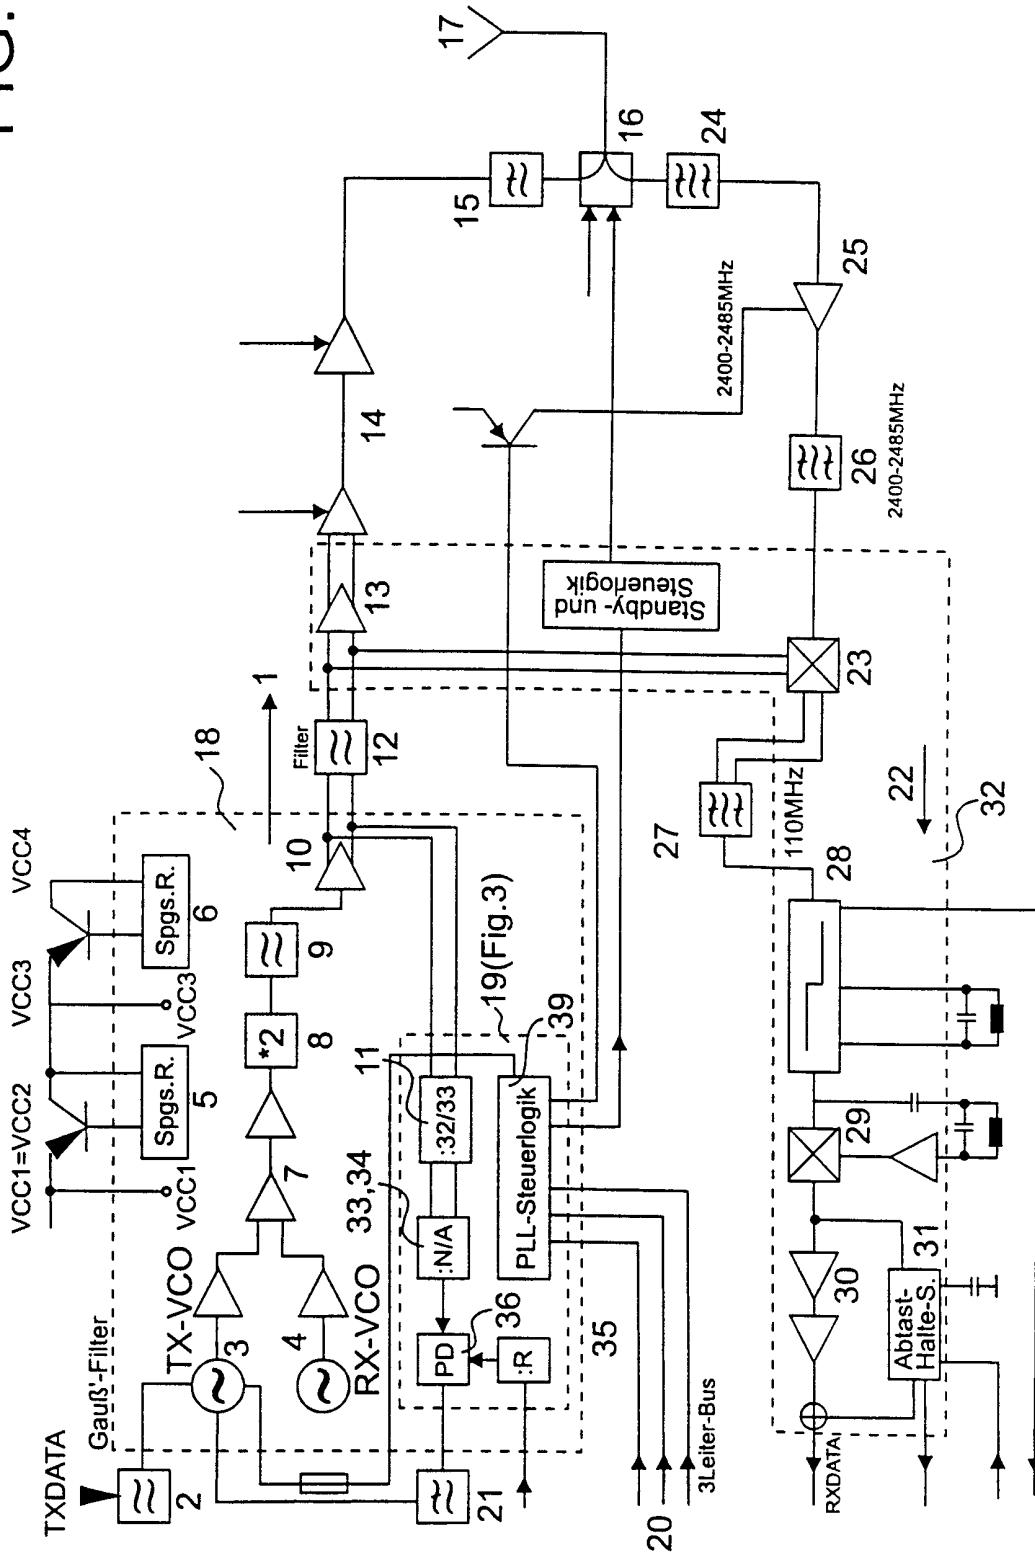 FIG.
TXDATA
2
Gauß'-Filter
TX-VCO
3
4
RX-VCO
VCC1=VCC2
VCC3
VCC4
VCC1
Spgs.R.
5
VCC3
Spgs.R.
6
7
*2
8
9
10
18
1
Filter
12
13
14
15
16
17
24
25
2400-2485MHz
26
2400-2485MHz
Standby- und
Steuerlogik
23
27
110MHz
22
32
28
29
30
31
Abtast-
Halte-S.
RXDATA
21
PD
36
:R
35
:N/A
33,34
:32/33
11
19(Fig.3)
39
PLL-Steuerlogik
20
3Leiter-Bus